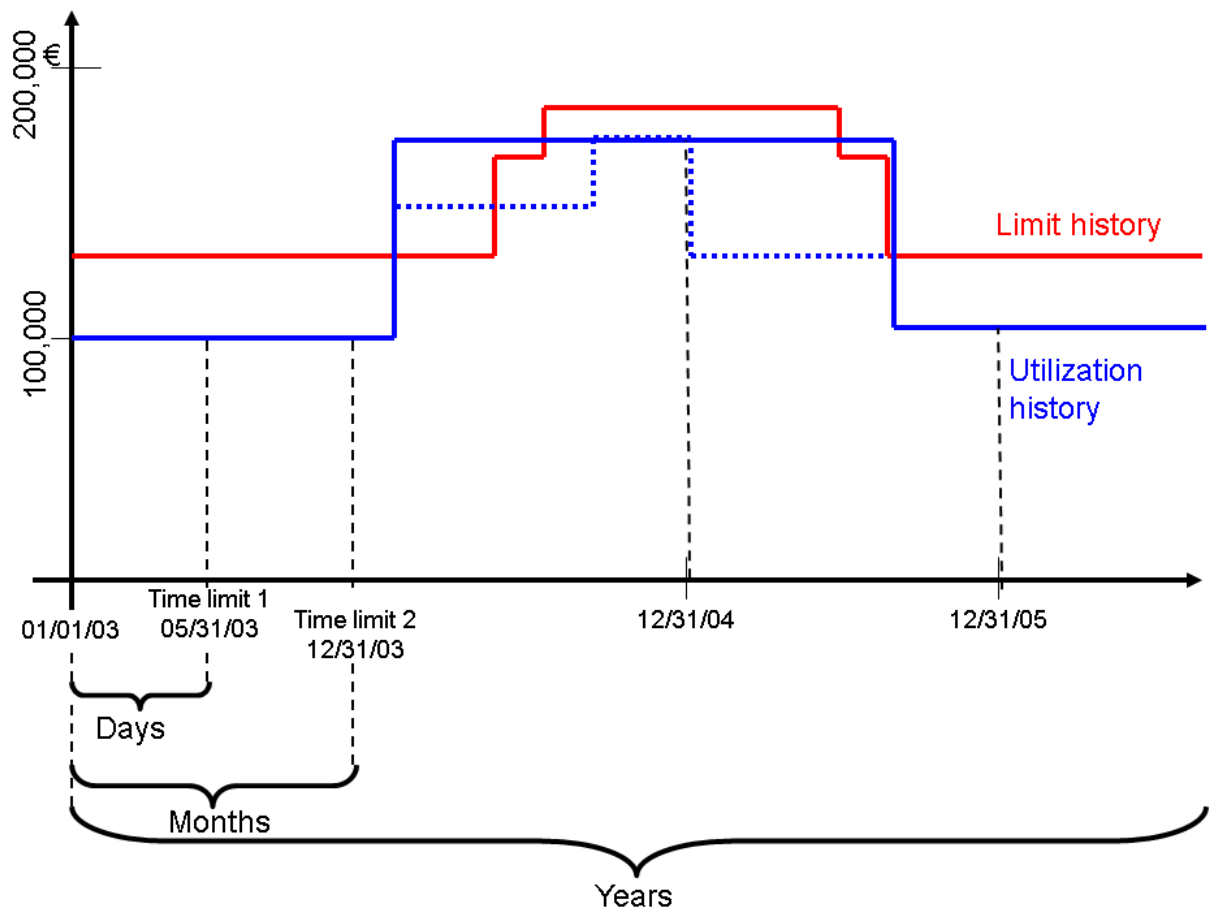 200,000
€
100,000
Limit history
Utilization
history
01/01/03
Time limit 1
05/31/03
Time limit 2
12/31/03
12/31/04
12/31/05
Days
Months
Years